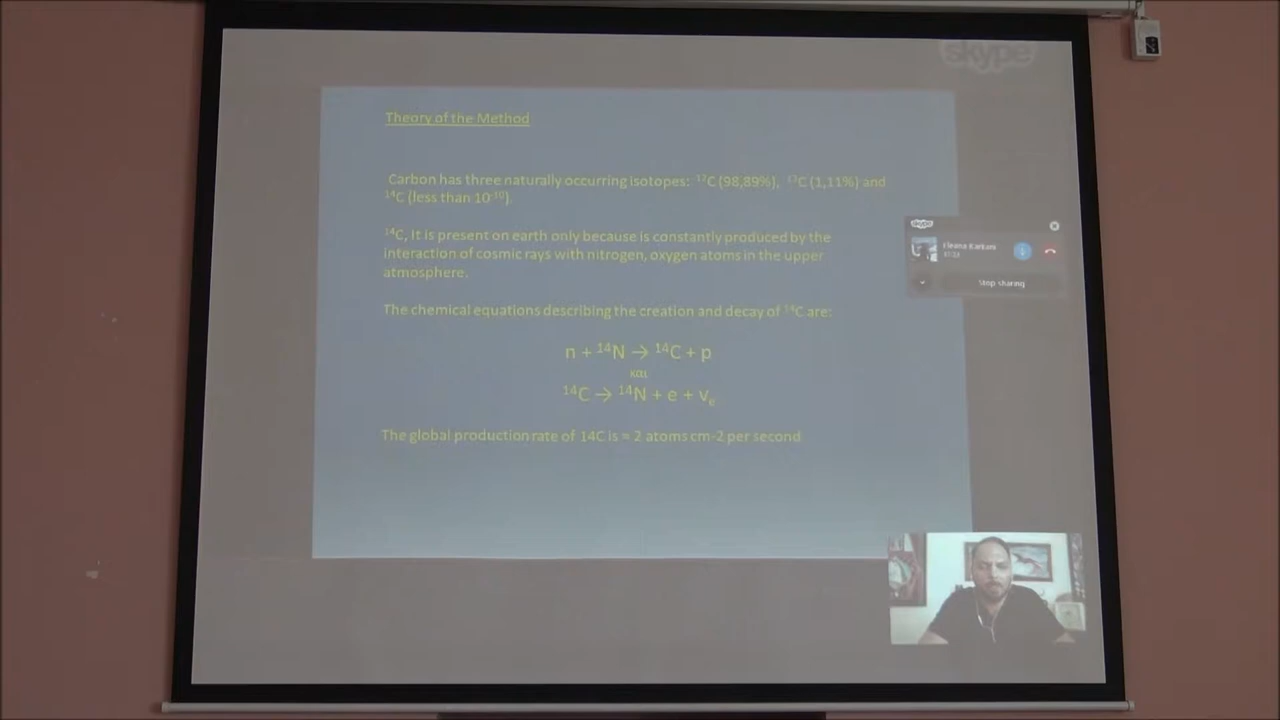 skype
Theory of the Method
Carbon has three naturally occurring isotopes: ¹²C (98,89%), ¹³C (1,11%) and
¹⁴C (less than 10⁻¹⁰).
¹⁴C, It is present on earth only because is constantly produced by the
interaction of cosmic rays with nitrogen, oxygen atoms in the upper
atmosphere.
The chemical equations describing the creation and decay of ¹⁴C are:
n + ¹⁴N → ¹⁴C + p
και
¹⁴C → ¹⁴N + e + νₑ
The global production rate of 14C is ≈ 2 atoms cm-2 per second
skype
Stop sharing